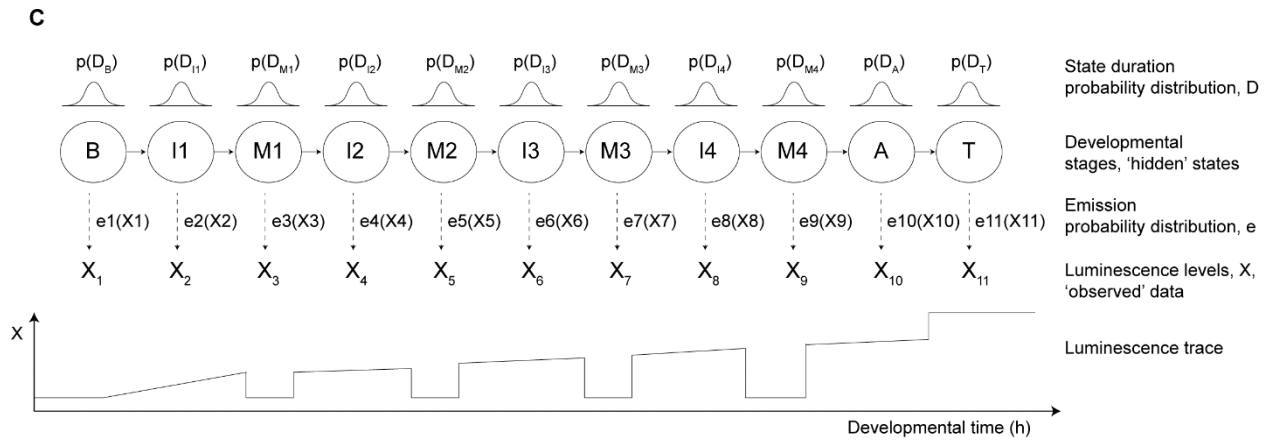 C
p(D_B) p(D_I1) p(D_M1) p(D_I2) p(D_M2) p(D_I3) p(D_M3) p(D_I4) p(D_M4) p(D_A) p(D_T)
State duration
probability distribution, D
B I1 M1 I2 M2 I3 M3 I4 M4 A T
Developmental
stages, ‘hidden’ states
e1(X1) e2(X2) e3(X3) e4(X4) e5(X5) e6(X6) e7(X7) e8(X8) e9(X9) e10(X10) e11(X11)
Emission
probability distribution, e
X_1 X_2 X_3 X_4 X_5 X_6 X_7 X_8 X_9 X_10 X_11
Luminescence levels, X,
‘observed’ data
X
Luminescence trace
Developmental time (h)